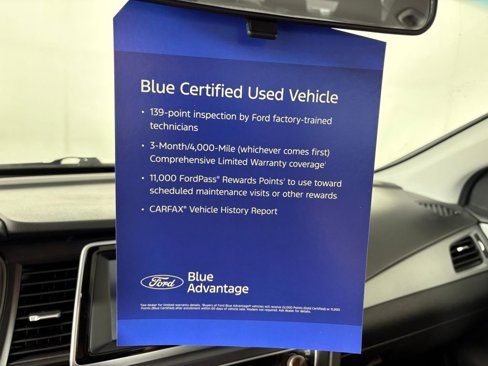 Blue Certified Used Vehicle
• 139-point inspection by Ford factory-trained
technicians
• 3-Month/4,000-Mile (whichever comes first)
Comprehensive Limited Warranty coverage¹
• 11,000 FordPass® Rewards Points² to use toward
scheduled maintenance visits or other rewards
• CARFAX® Vehicle History Report
Ford
Blue
Advantage